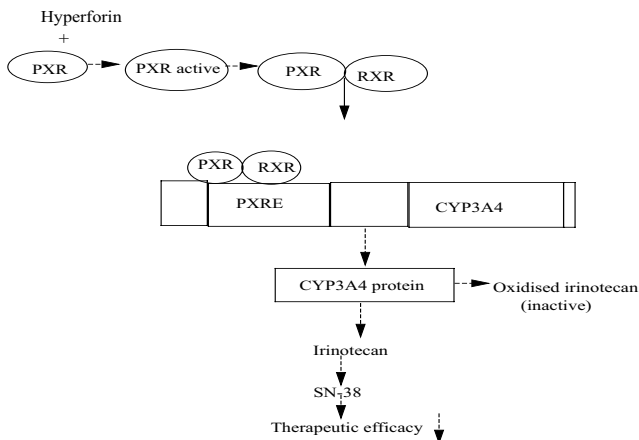 Hyperforin
+
PXR
PXR active
PXR
RXR
PXR
RXR
PXRE
CYP3A4
CYP3A4 protein
Oxidised irinotecan
(inactive)
Irinotecan
SN-38
Therapeutic efficacy